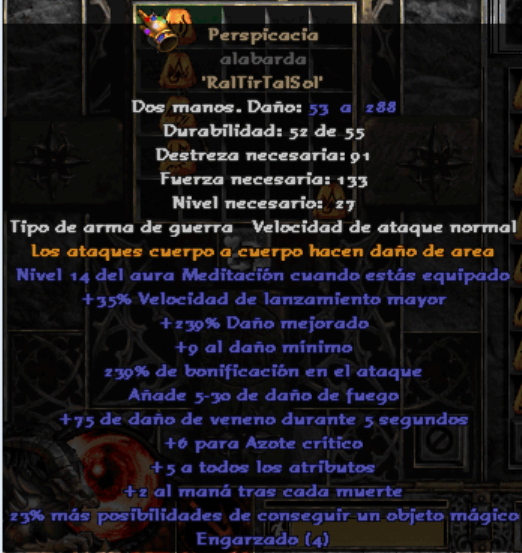 Perspicacia
alabarda
'RalTirTalSol'
Dos manos. Daño: 53 a 288
Durabilidad: 52 de 55
Destreza necesaria: 91
Fuerza necesaria: 133
Nivel necesario: 27
Tipo de arma de guerra Velocidad de ataque normal
Los ataques cuerpo a cuerpo hacen daño de area
Nivel 14 del aura Meditación cuando estás equipado
+35% Velocidad de lanzamiento mayor
+239% Daño mejorado
+9 al daño mínimo
239% de bonificación en el ataque
Añade 5-30 de daño de fuego
+75 de daño de veneno durante 5 segundos
+6 para Azote crítico
+5 a todos los atributos
+2 al maná tras cada muerte
23% más posibilidades de conseguir un objeto mágico
Engarzado (4)